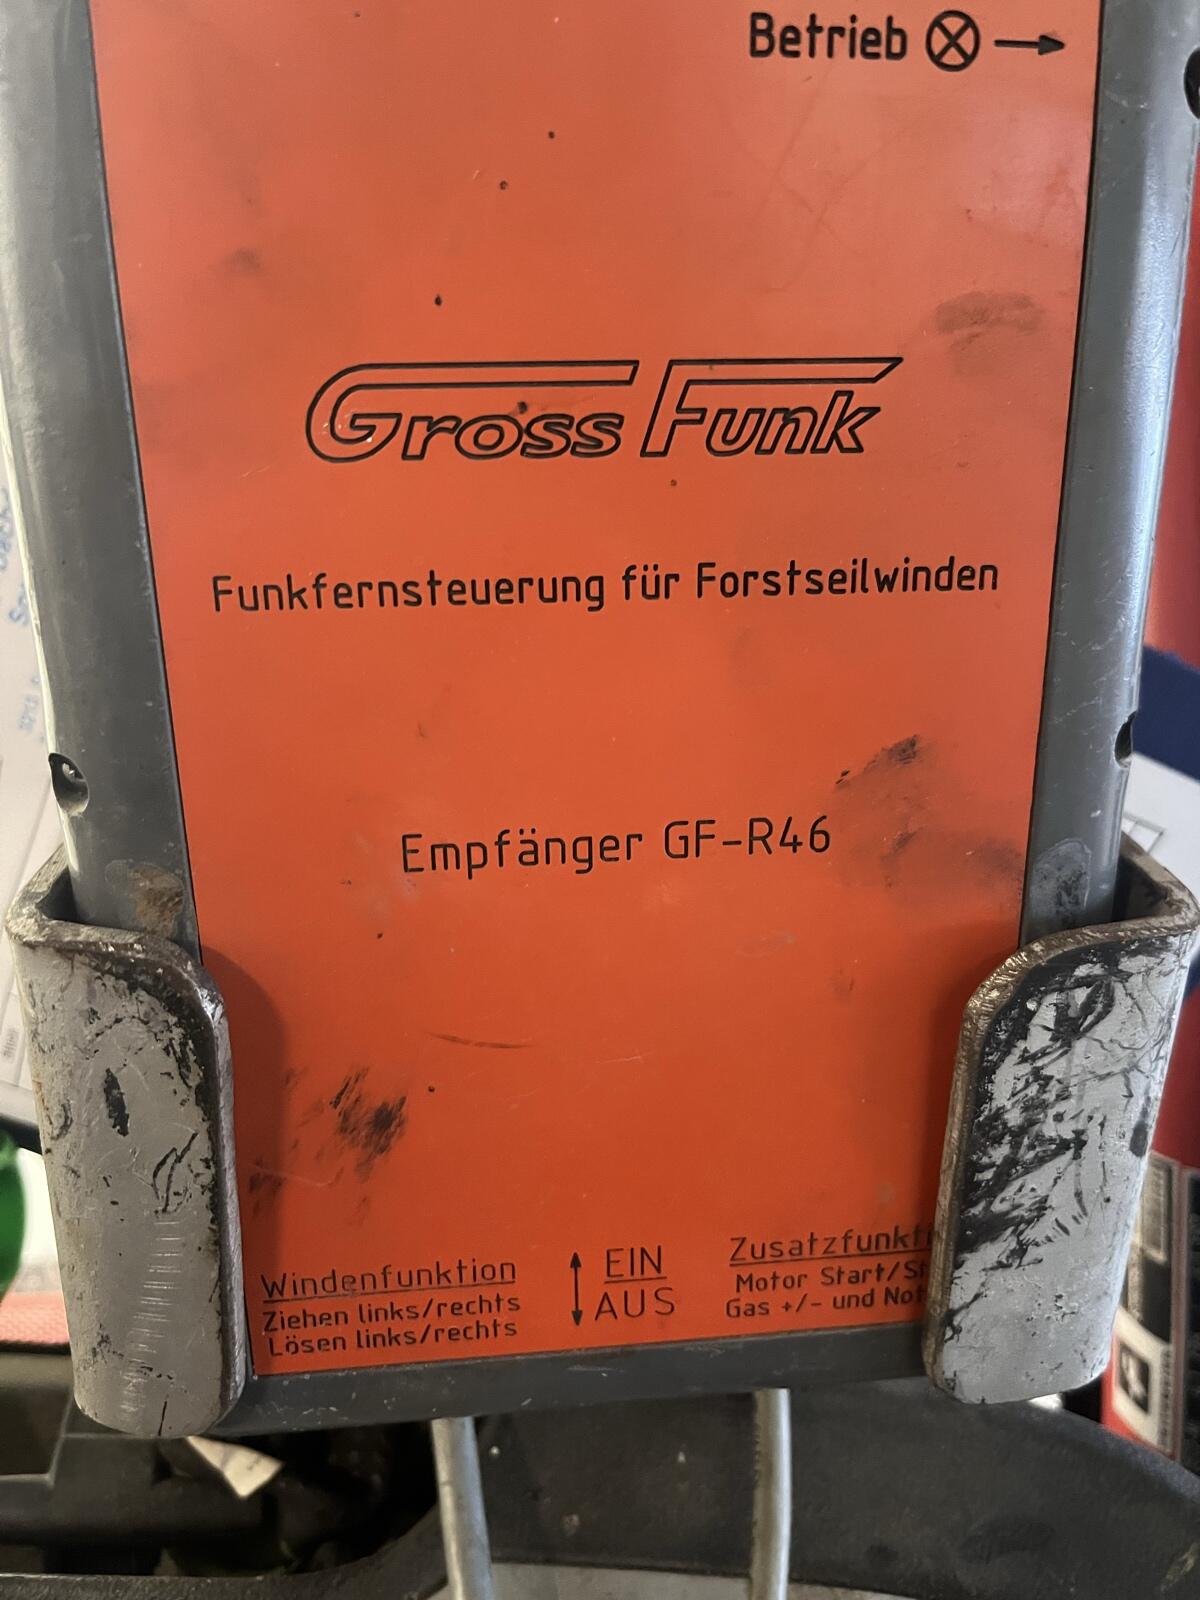 Betrieb
Gross Funk
Funkfernsteuerung für Forstseilwinden
Empfänger GF-R46
Windenfunktion
Ziehen links/rechts
Lösen links/rechts
EIN
AUS
Motor Start/
Gas +/- und